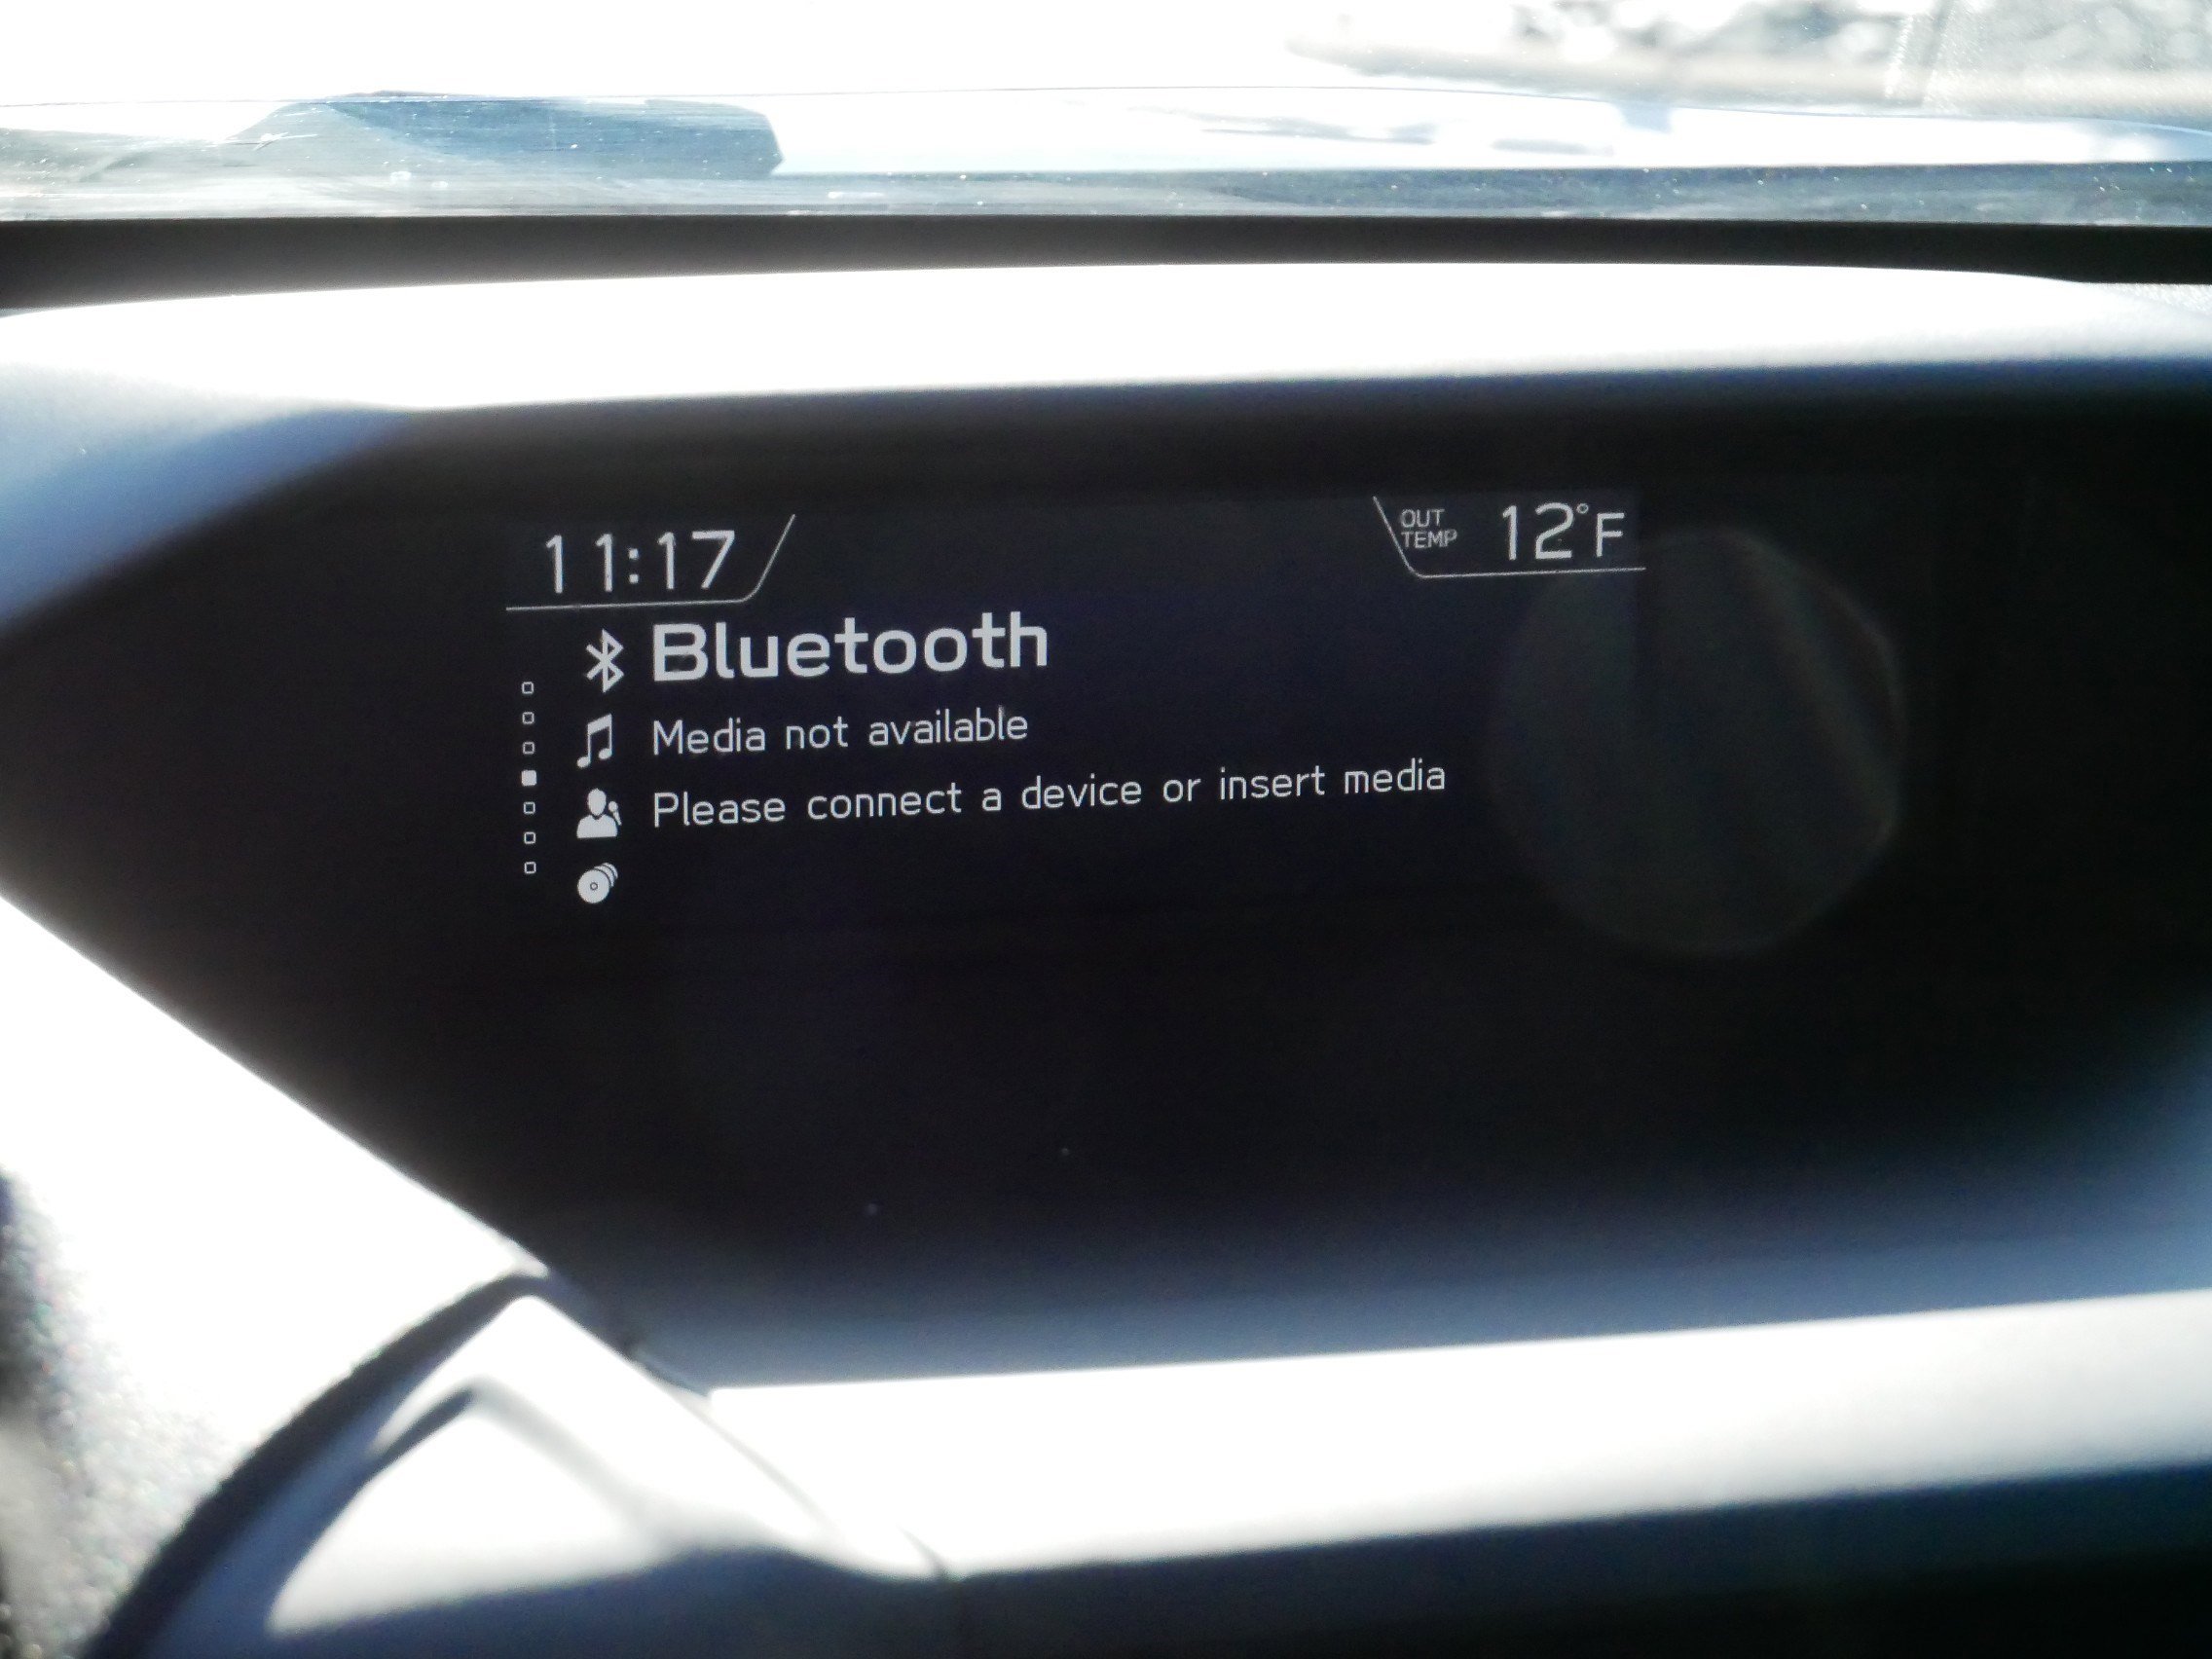 11:17
OUT TEMP 12°F
Bluetooth
Media not available
Please connect a device or insert media